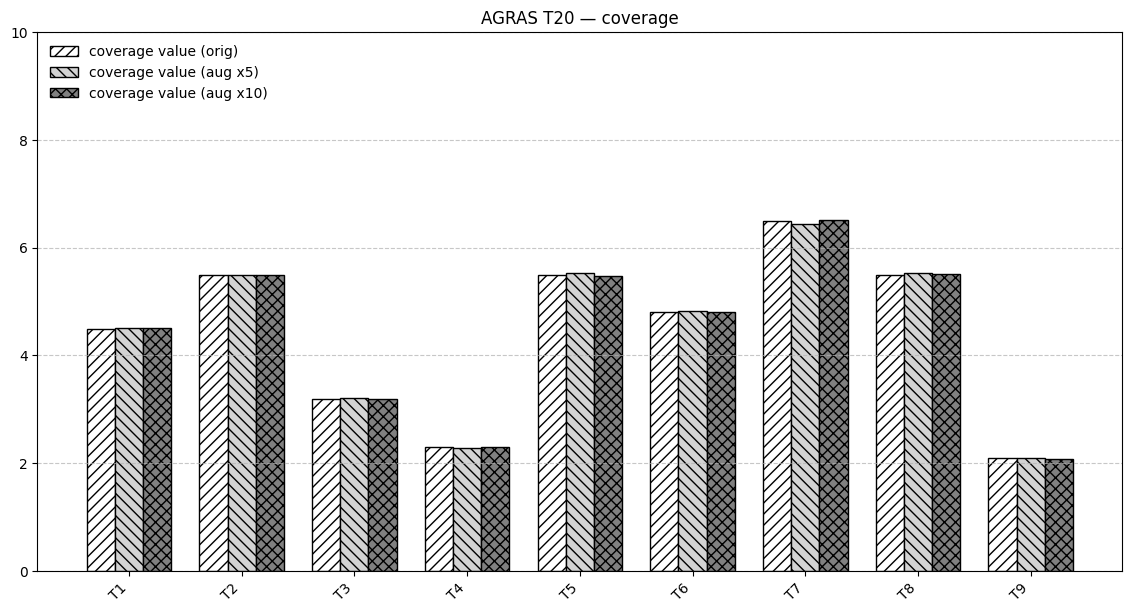 AGRAS T20 — coverage
10
8
6
4
2
0
coverage value (orig)
coverage value (aug x5)
coverage value (aug x10)
T1
T2
T3
T4
T5
T6
T7
T8
T9